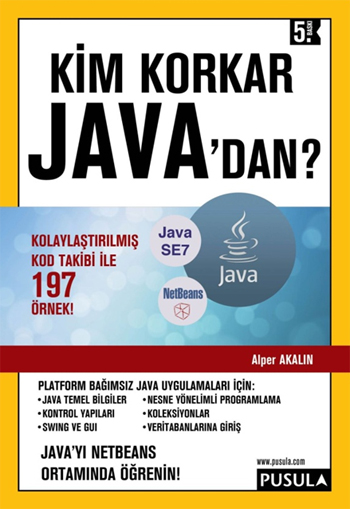 5. BASKI
KİM KORKAR
JAVA'DAN?
KOLAYLAŞTIRILMIŞ
KOD TAKİBİ İLE
197
ÖRNEK!
Java
SE7
Java
NetBeans
Alper AKALIN
PLATFORM BAĞIMSIZ JAVA UYGULAMALARI İÇİN:
•JAVA TEMEL BİLGİLER •NESNE YÖNELİMLİ PROGRAMLAMA
•KONTROL YAPILARI •KOLEKSİYONLAR
•SWING VE GUI •VERİTABANLARINA GİRİŞ
JAVA'YI NETBEANS
ORTAMINDA ÖĞRENİN!
www.pusula.com
PUSULA